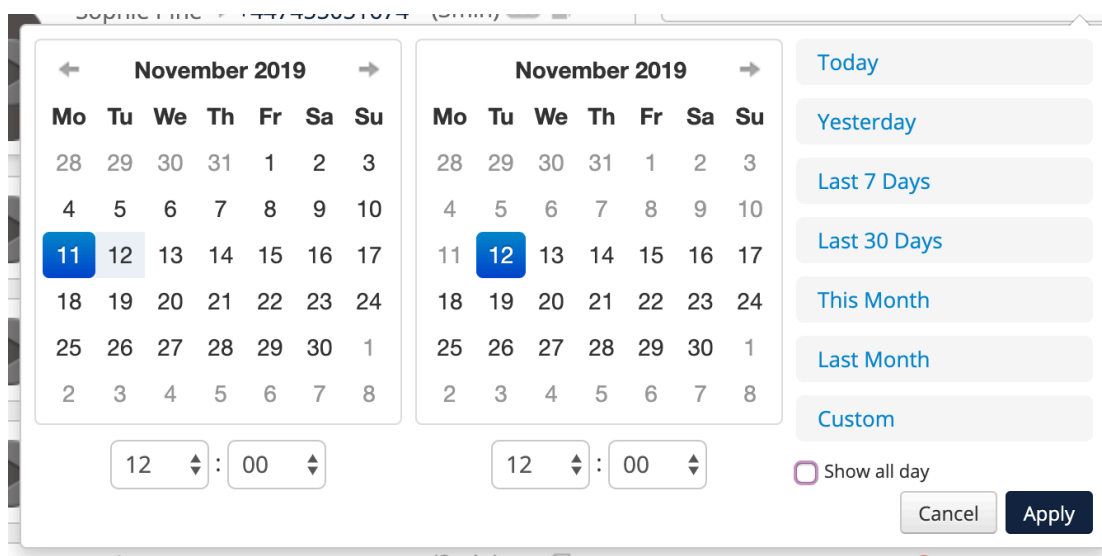 November 2019
Mo Tu We Th Fr Sa Su
28 29 30 31 1 2 3
4 5 6 7 8 9 10
11 12 13 14 15 16 17
18 19 20 21 22 23 24
25 26 27 28 29 30 1
2 3 4 5 6 7 8
12 : 00
November 2019
Mo Tu We Th Fr Sa Su
28 29 30 31 1 2 3
4 5 6 7 8 9 10
11 12 13 14 15 16 17
18 19 20 21 22 23 24
25 26 27 28 29 30 1
2 3 4 5 6 7 8
12 : 00
Today
Yesterday
Last 7 Days
Last 30 Days
This Month
Last Month
Custom
Show all day
Cancel Apply